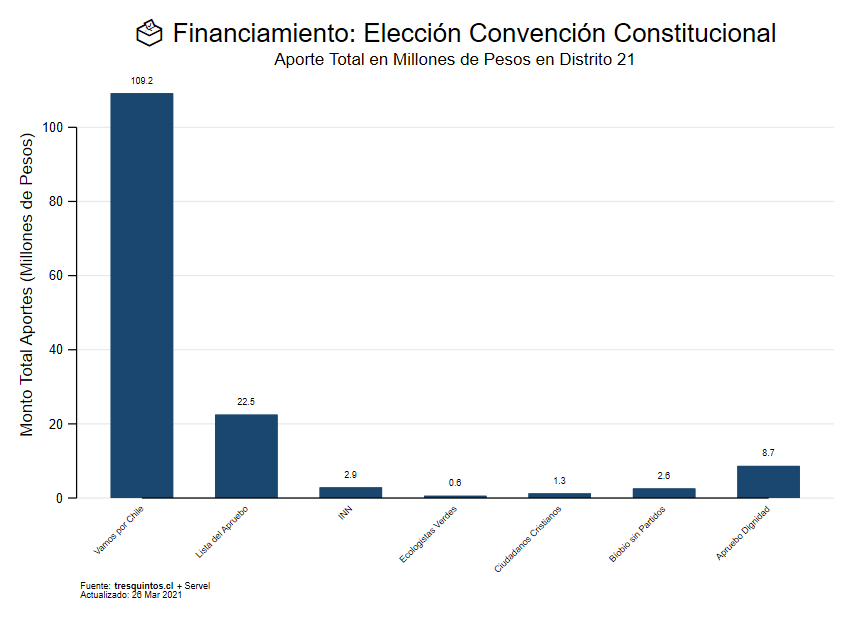 Financiamiento: Elección Convención Constitucional
Aporte Total en Millones de Pesos en Distrito 21
Monto Total Aportes (Millones de Pesos)
100
80
60
40
20
0
109.2
22.5
2.9
0.6
1.3
2.6
8.7
Vamos por Chile
Lista del Apruebo
INN
Ecologistas Verdes
Ciudadanos Cristianos
Biobio sin Partidos
Apruebo Dignidad
Fuente: tresquintos.cl + Servel
Actualizado: 26 Mar 2021